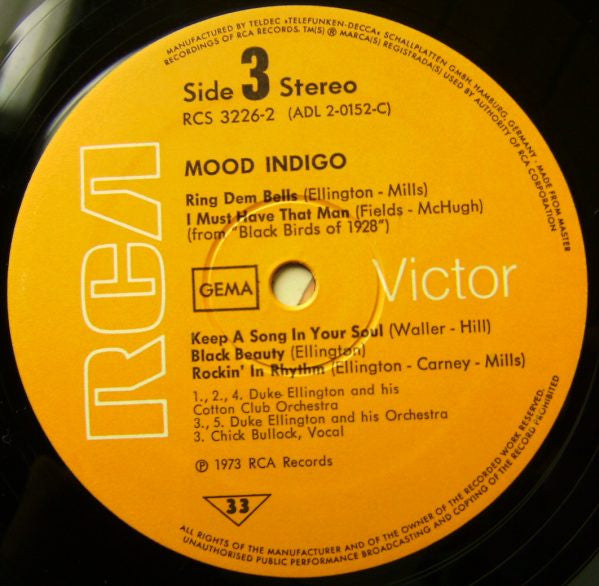 MANUFACTURED BY TELDEC »TELEFUNKEN-DECCA« SCHALLPLATTEN GMBH, HAMBURG, GERMANY - MADE FROM MASTER
RECORDINGS OF RCA RECORDS. TM(S) ® MARCA(S) REGISTRADA(S) USED BY AUTHORITY OF RCA CORPORATION
Side 3 Stereo
RCS 3226-2 (ADL 2-0152-C)
MOOD INDIGO
Ring Dem Bells (Ellington - Mills)
I Must Have That Man (Fields - McHugh)
(from "Black Birds of 1928")
RCA
GEMA
Victor
Keep A Song In Your Soul (Waller - Hill)
Black Beauty (Ellington)
Rockin' In Rhythm (Ellington - Carney - Mills)
1., 2., 4. Duke Ellington and his
Cotton Club Orchestra
3., 5. Duke Ellington and his Orchestra
3. Chick Bullock, Vocal
℗ 1973 RCA Records
33
ALL RIGHTS OF THE MANUFACTURER AND OF THE OWNER OF THE RECORDED WORK RESERVED.
UNAUTHORISED PUBLIC PERFORMANCE BROADCASTING AND COPYING OF THE RECORD PROHIBITED